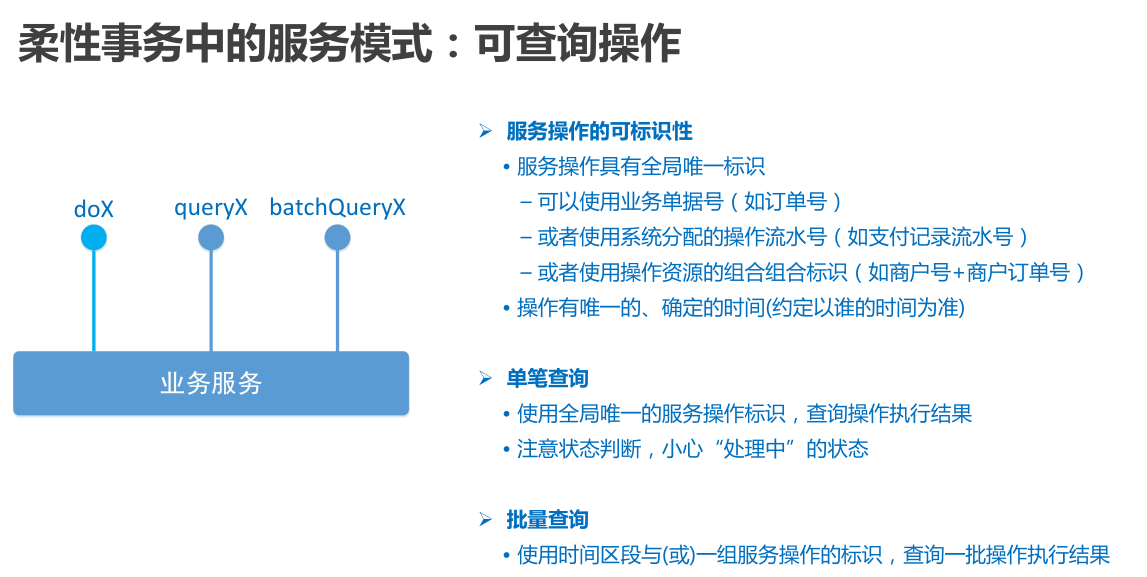 柔性事务中的服务模式：可查询操作
doX
queryX
batchQueryX
业务服务
➢ 服务操作的可标识性
• 服务操作具有全局唯一标识
– 可以使用业务单据号（如订单号）
– 或者使用系统分配的操作流水号（如支付记录流水号）
– 或者使用操作资源的组合组合标识（如商户号+商户订单号）
• 操作有唯一的、确定的时间(约定以谁的时间为准)
➢ 单笔查询
• 使用全局唯一的服务操作标识，查询操作执行结果
• 注意状态判断，小心“处理中”的状态
➢ 批量查询
• 使用时间区段与(或)一组服务操作的标识，查询一批操作执行结果